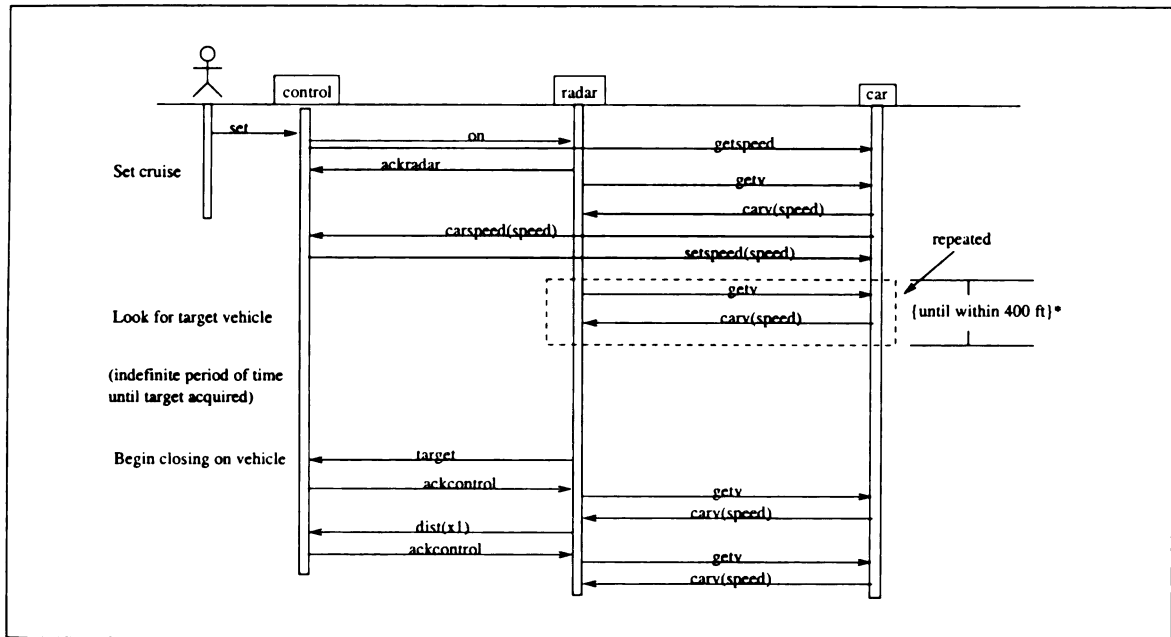 control
radar
car
set
on
getspeed
Set cruise
ackradar
getv
carv(speed)
carspeed(speed)
setspeed(speed)
repeated
getv
{until within 400 ft}*
Look for target vehicle
carv(speed)
(indefinite period of time
until target acquired)
Begin closing on vehicle
target
ackcontrol
getv
carv(speed)
dist(x1)
ackcontrol
getv
carv(speed)